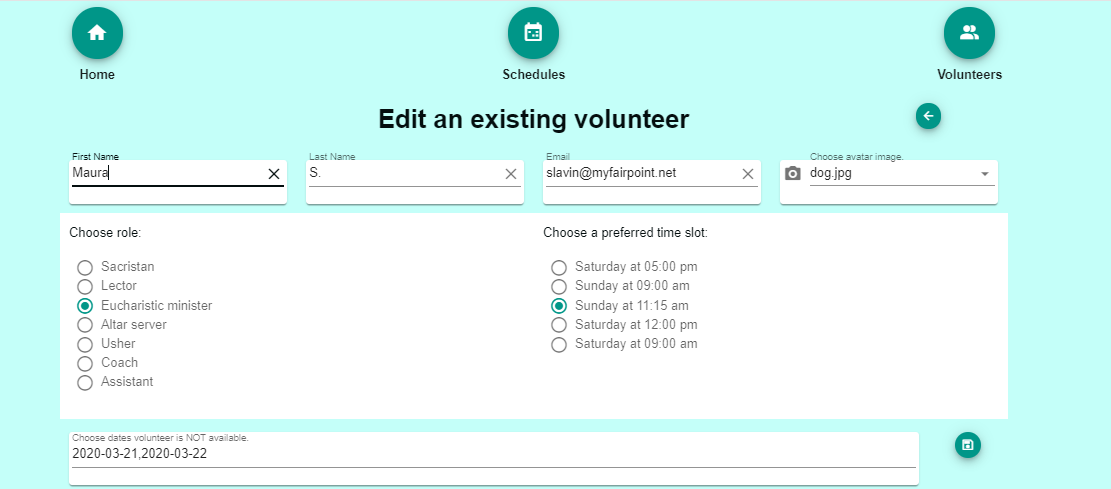 Home
Schedules
Volunteers
Edit an existing volunteer
First Name
Last Name
Email
Choose avatar image.
Maura
S.
slavin@myfairpoint.net
dog.jpg
Choose role:
Choose a preferred time slot:
Sacristan
Saturday at 05:00 pm
Lector
Sunday at 09:00 am
Eucharistic minister
Sunday at 11:15 am
Altar server
Saturday at 12:00 pm
Usher
Saturday at 09:00 am
Coach
Assistant
Choose dates volunteer is NOT available.
2020-03-21,2020-03-22